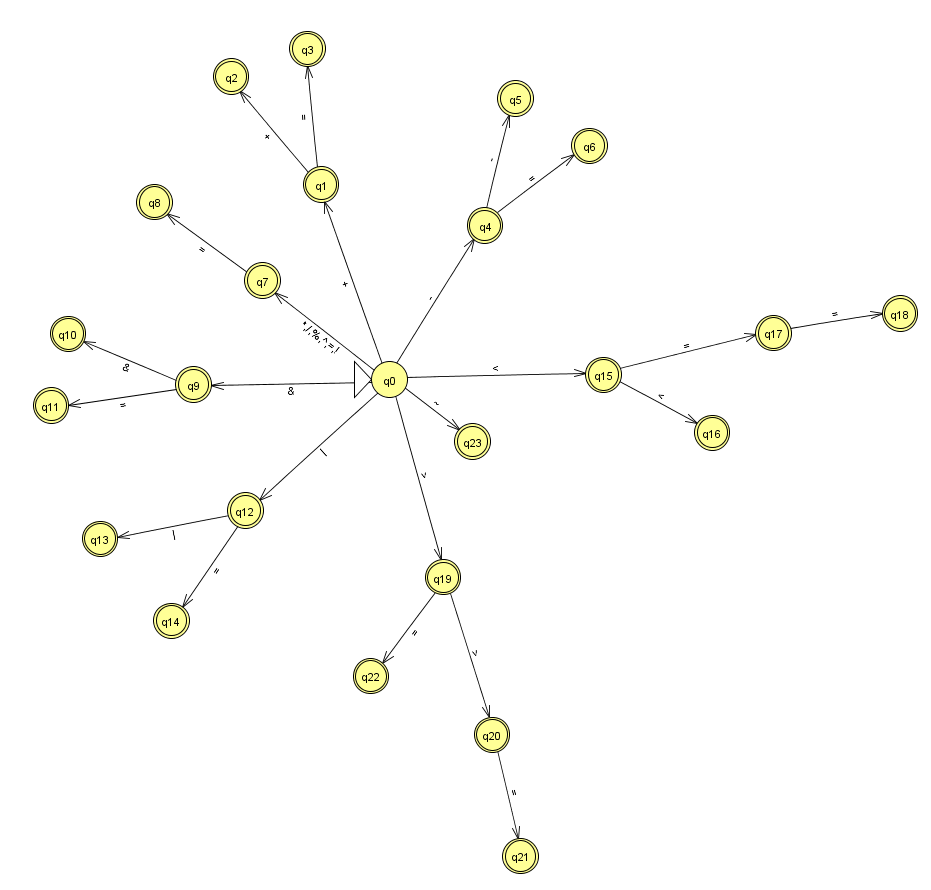 q3
q2
q5
=
+
q6
-
=
q1
q8
q4
=
q7
+
-
q18
q10
*,/,%,^,=,!
q17
=
=
&
<
q15
q0
q9
&
<
q11
=
~
q16
q23
|
>
q12
|
q13
=
q19
q14
=
>
q22
q20
=
q21